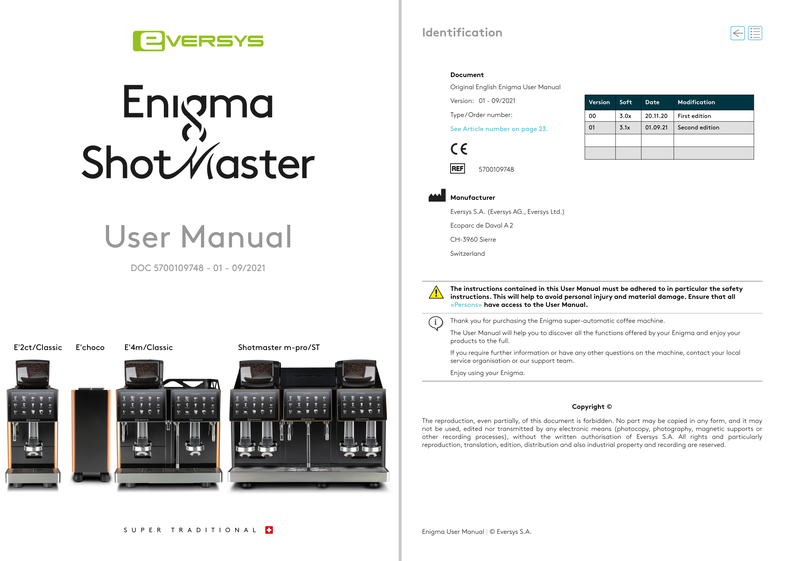 eversys
Enigma
ShotMaster
User Manual
DOC 5700109748 - 01 - 09/2021
E'2ct/Classic E'choco E'4m/Classic Shotmaster m-pro/ST
SUPER TRADITIONAL
Identification
Document
Original English Enigma User Manual
Version: 01 - 09/2021
Type/Order number:
See Article number on page 23.
CE
REF 5700109748
Version Soft Date Modification
00 3.0x 20.11.20 First edition
01 3.1x 01.09.21 Second edition
Manufacturer
Eversys S.A. (Eversys AG., Eversys Ltd.)
Ecoparc de Daval A 2
CH-3960 Sierre
Switzerland
The instructions contained in this User Manual must be adhered to in particular the safety
instructions. This will help to avoid personal injury and material damage. Ensure that all
«Persons» have access to the User Manual.
Thank you for purchasing the Enigma super-automatic coffee machine.
The User Manual will help you to discover all the functions offered by your Enigma and enjoy your
products to the full.
If you require further information or have any other questions on the machine, contact your local
service organisation or our support team.
Enjoy using your Enigma.
Copyright ©
The reproduction, even partially, of this document is forbidden. No part may be copied in any form, and it may
not be used, edited nor transmitted by any electronic means (photocopy, photography, magnetic supports or
other recording processes), without the written authorisation of Eversys S.A. All rights and particularly
reproduction, translation, edition, distribution and also industrial property and recording are reserved.
Enigma User Manual | © Eversys S.A.